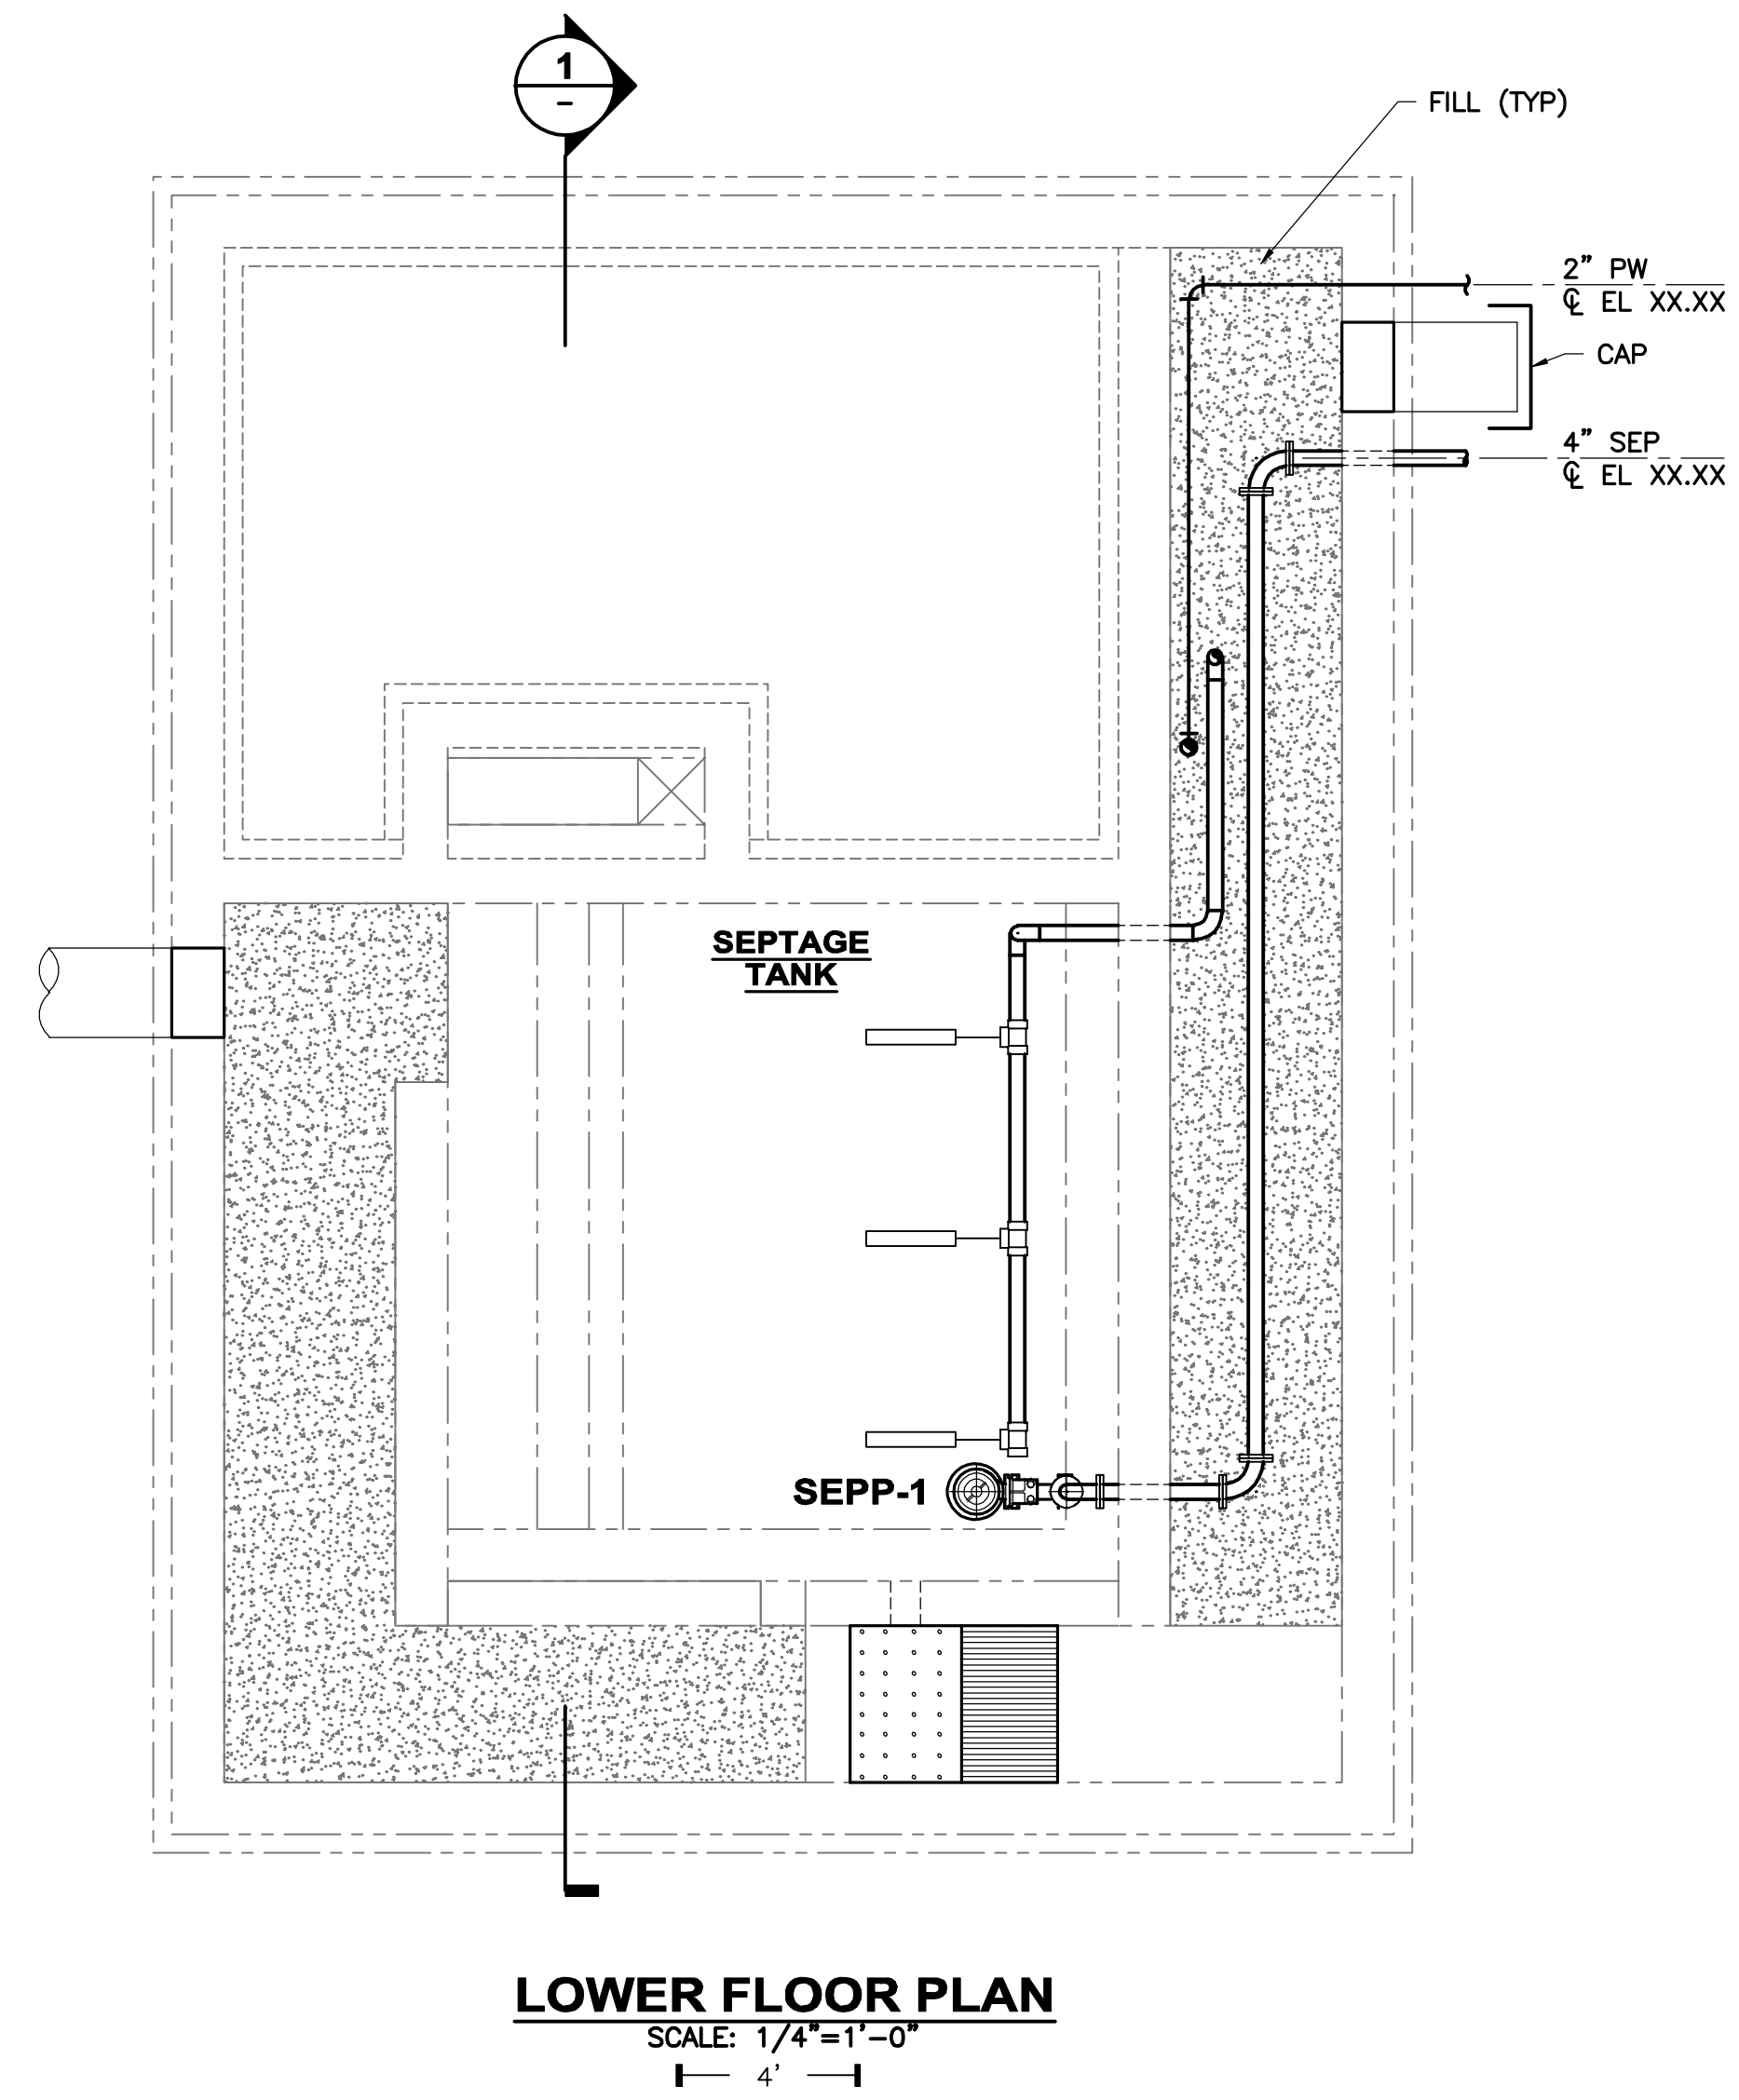 1
-
FILL (TYP)
2" PW
℄ EL XX.XX
CAP
4" SEP
℄ EL XX.XX
SEPTAGE
TANK
SEPP-1
LOWER FLOOR PLAN
SCALE: 1/4"=1'-0"
4'